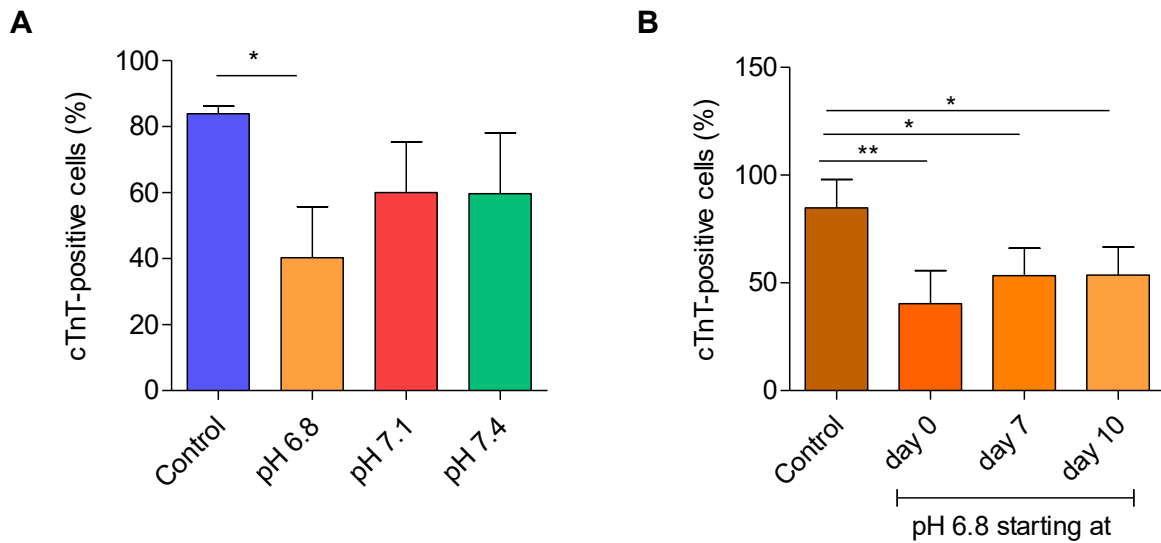 A
cTnT-positive cells (%)
100
80
60
40
20
0
*
Control
pH 6.8
pH 7.1
pH 7.4
B
cTnT-positive cells (%)
150
100
50
0
*
*
**
Control
day 0
day 7
day 10
pH 6.8 starting at